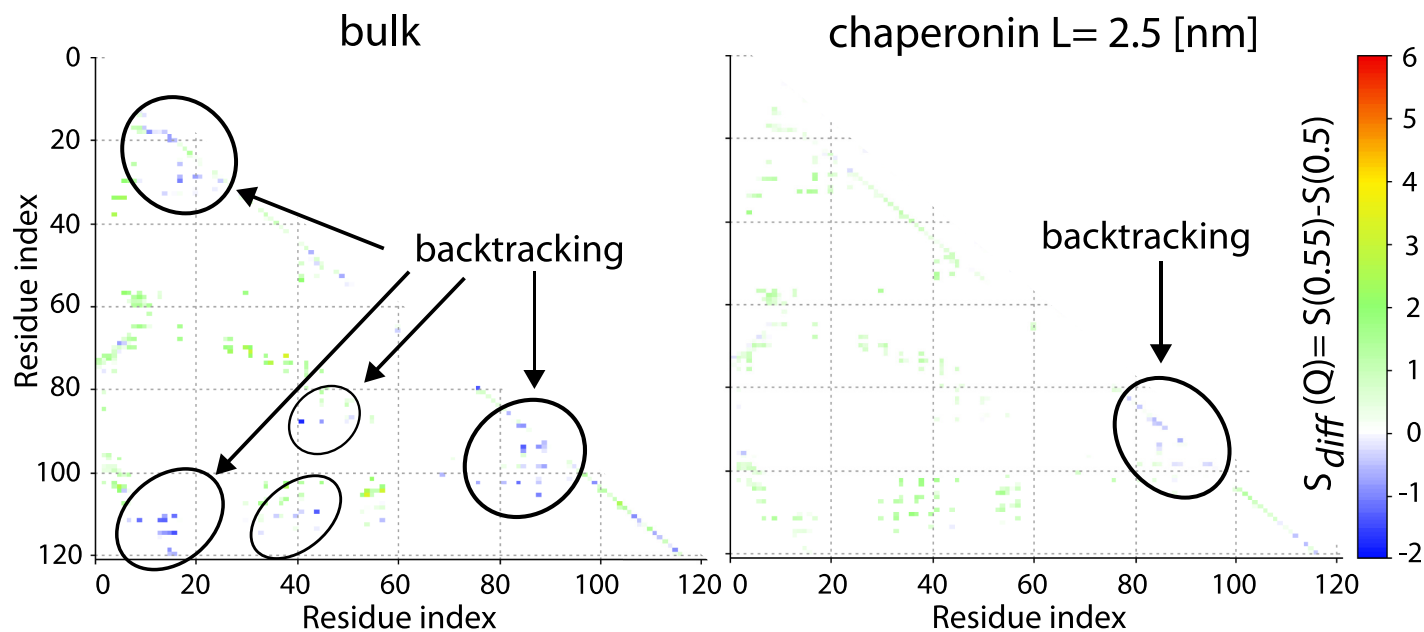 bulk
chaperonin L= 2.5 [nm]
0
20
40
60
80
100
120
Residue index
0 20 40 60 80 100 120
Residue index
backtracking
backtracking
0 20 40 60 80 100 120
Residue index
6
5
4
3
2
1
0
-1
-2
S diff (Q)= S(0.55)-S(0.5)